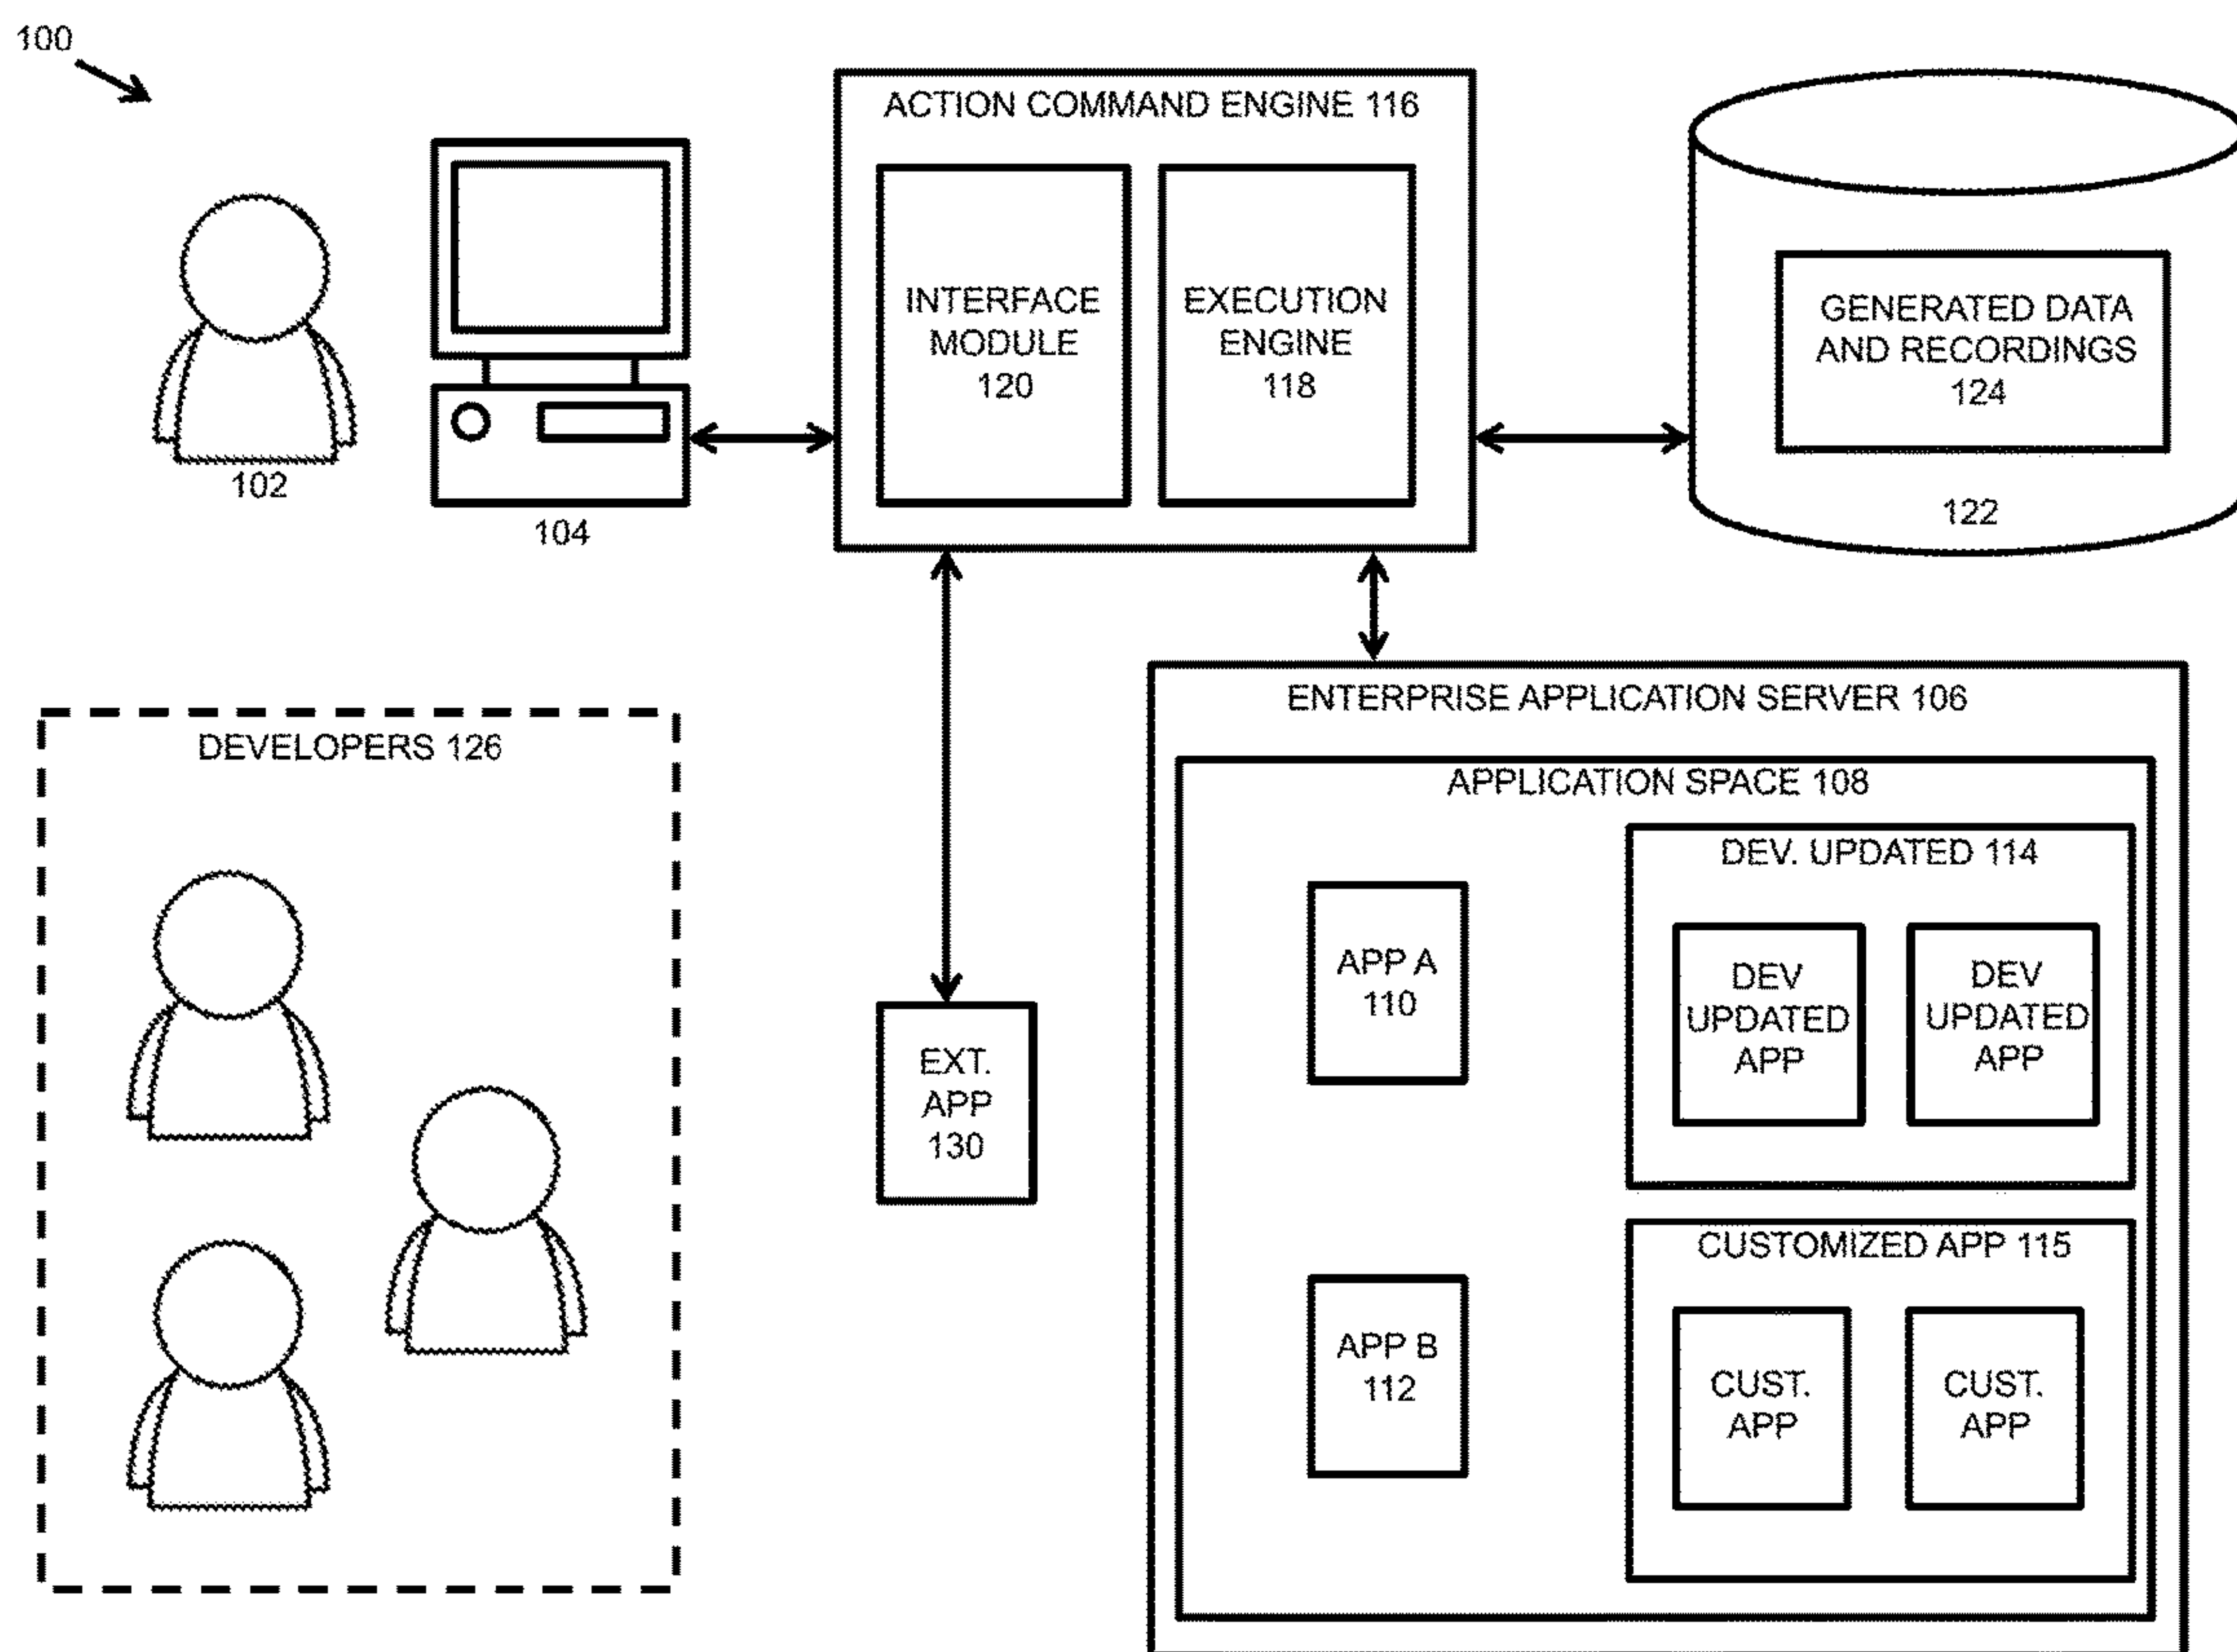 100
ACTION COMMAND ENGINE 116
INTERFACE
MODULE
120
EXECUTION
ENGINE
118
GENERATED DATA
AND RECORDINGS
124
122
102
104
DEVELOPERS 126
EXT.
APP
130
ENTERPRISE APPLICATION SERVER 106
APPLICATION SPACE 108
APP A
110
DEV. UPDATED 114
DEV
UPDATED
APP
DEV
UPDATED
APP
APP B
112
CUSTOMIZED APP 115
CUST.
APP
CUST.
APP